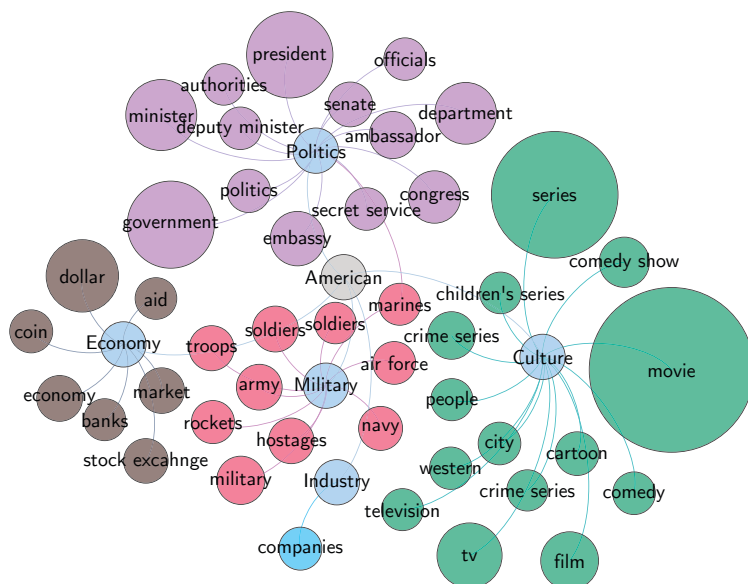 president
officials
authorities
senate
minister
deputy minister
department
ambassador
Politics
politics
congress
secret service
government
embassy
series
comedy show
American
dollar
aid
marines
children's series
soldiers
soldiers
coin
Economy
troops
crime series
air force
Culture
movie
army
Military
economy
market
people
banks
rockets
hostages
navy
city
stock excahnge
cartoon
western
military
Industry
crime series
comedy
television
companies
tv
film